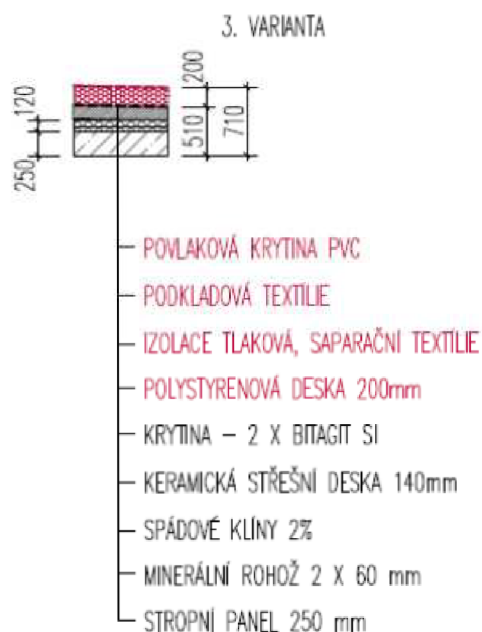 3. VARIANTA
200
120
510
710
250
POVLAKOVÁ KRYTINA PVC
PODKLADOVÁ TEXTÍLIE
IZOLACE TLAKOVÁ, SAPARAČNÍ TEXTÍLIE
POLYSTYRENOVÁ DESKA 200mm
KRYTINA – 2 X BITAGIT SI
KERAMICKÁ STŘEŠNÍ DESKA 140mm
SPÁDOVÉ KLÍNY 2%
MINERÁLNÍ ROHOŽ 2 X 60 mm
STROPNÍ PANEL 250 mm